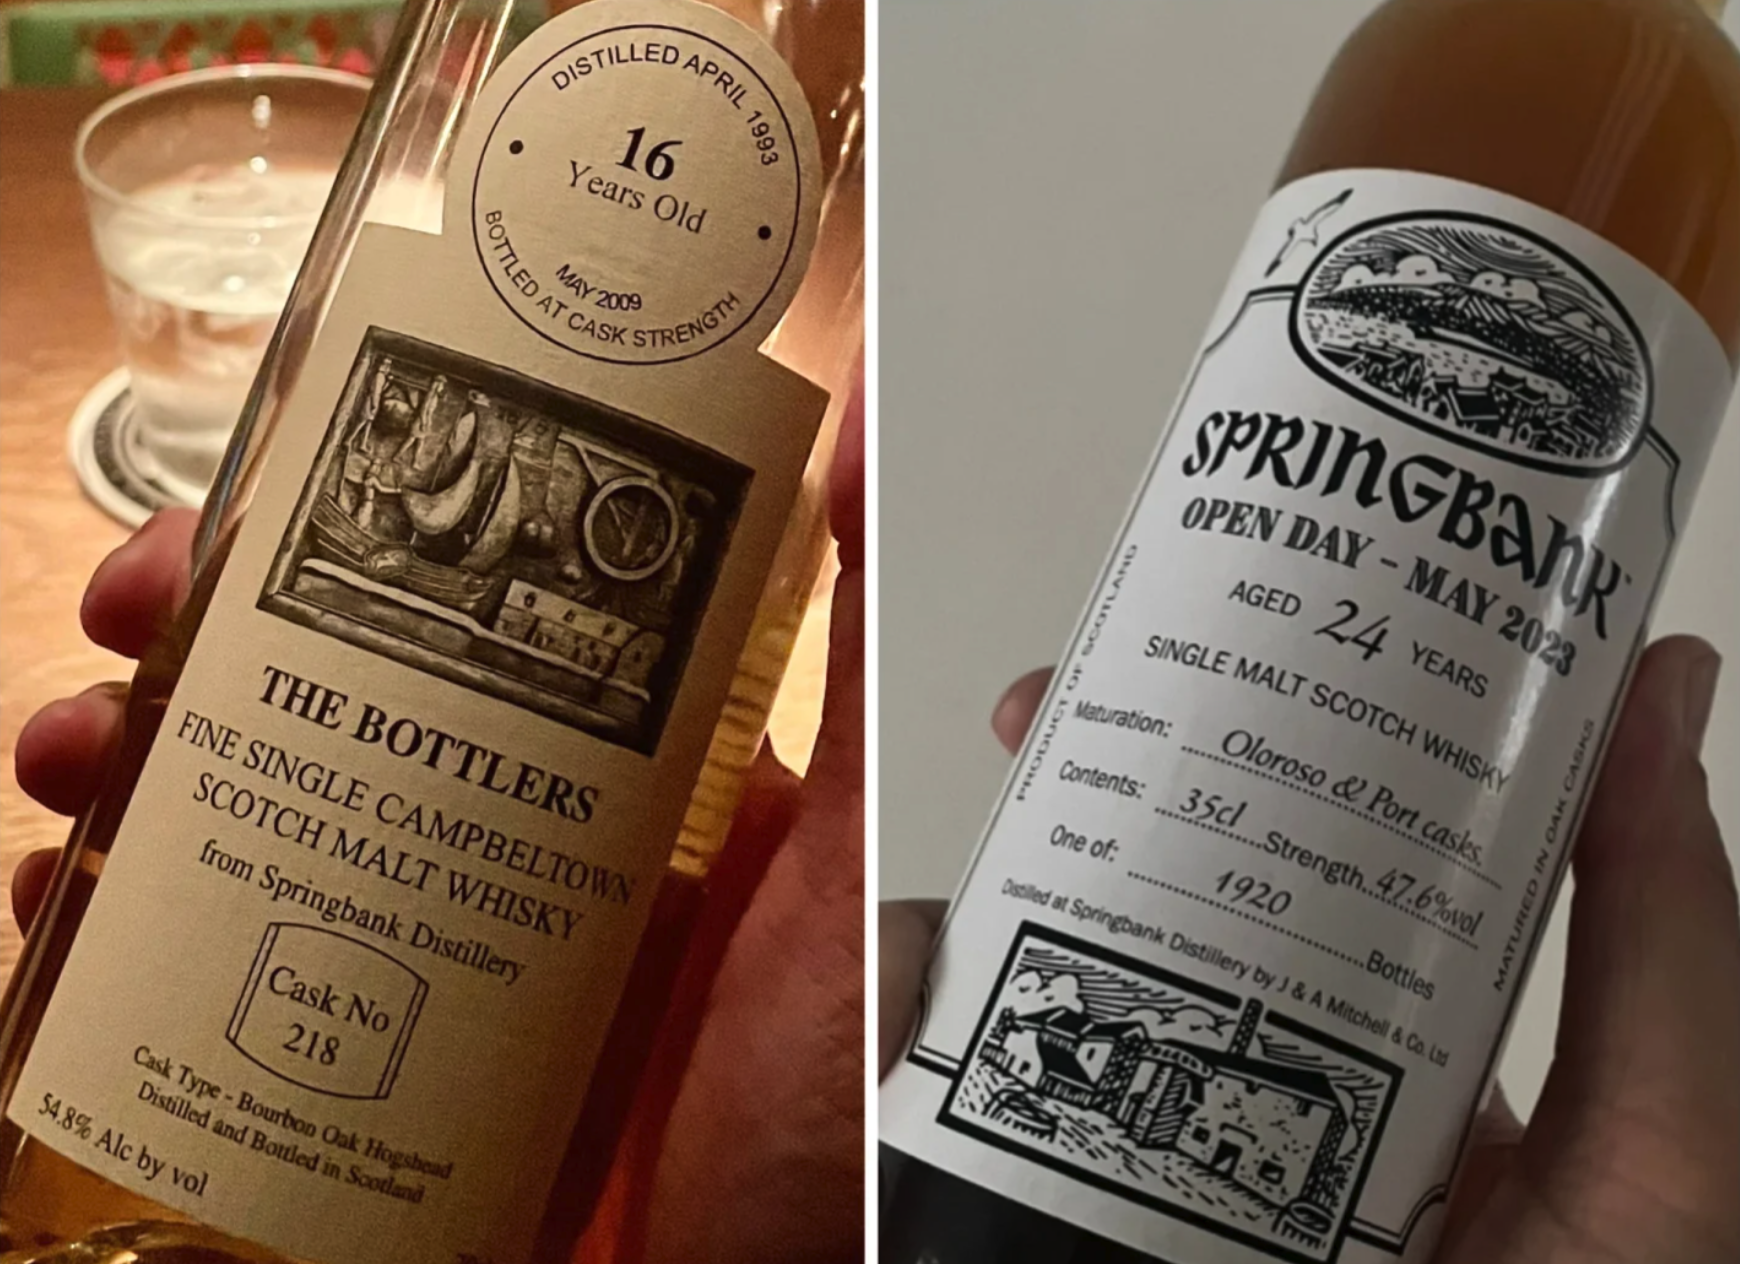 DISTILLED APRIL 1993
16
Years Old
MAY 2009
BOTTLED AT CASK STRENGTH
THE BOTTLERS
FINE SINGLE CAMPBELTOWN
SCOTCH MALT WHISKY
from Springbank Distillery
Cask No
218
Cask Type - Bourbon Oak Hogshead
Distilled and Bottled in Scotland
54.8% Alc by vol
SPRINGBANK
OPEN DAY - MAY 2023
AGED 24 YEARS
SINGLE MALT SCOTCH WHISKY
Maturation: Oloroso & Port casks.
Contents: 35cl Strength 47.6%vol
One of: 1920 Bottles
Distilled at Springbank Distillery by J & A Mitchell & Co. Ltd
PRODUCT OF SCOTLAND
MATURED IN OAK CASKS